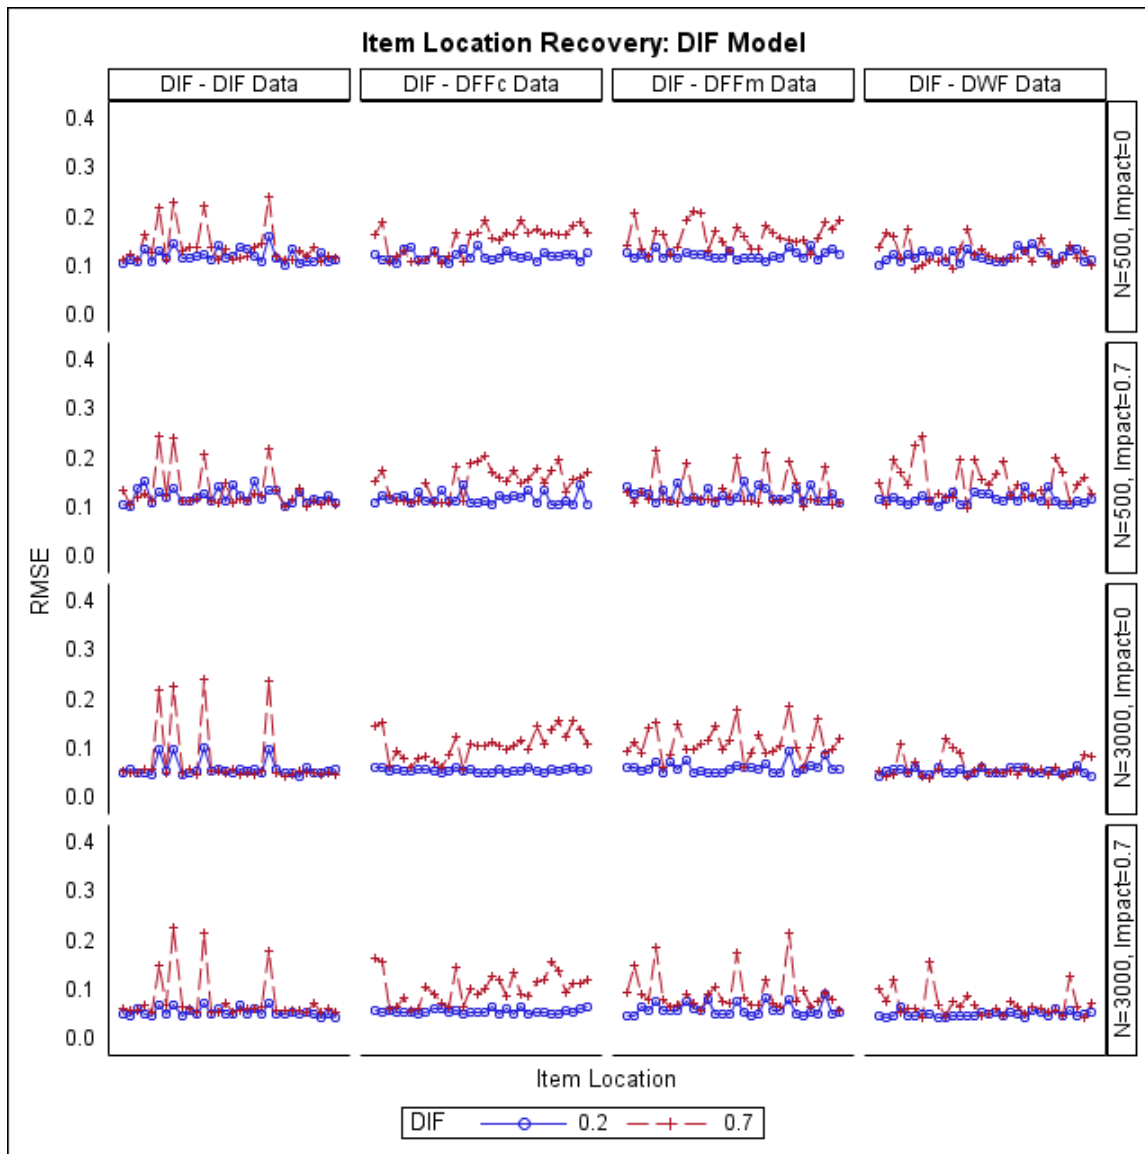 Item Location Recovery: DIF Model
DIF - DIF Data
DIF - DFFc Data
DIF - DFFm Data
DIF - DWF Data
0.4
0.3
0.2
0.1
0.0
N=500, Impact=0
0.4
0.3
0.2
0.1
0.0
N=500, Impact=0.7
RMSE
0.4
0.3
0.2
0.1
0.0
N=3000, Impact=0
0.4
0.3
0.2
0.1
0.0
N=3000, Impact=0.7
Item Location
DIF 0.2 0.7